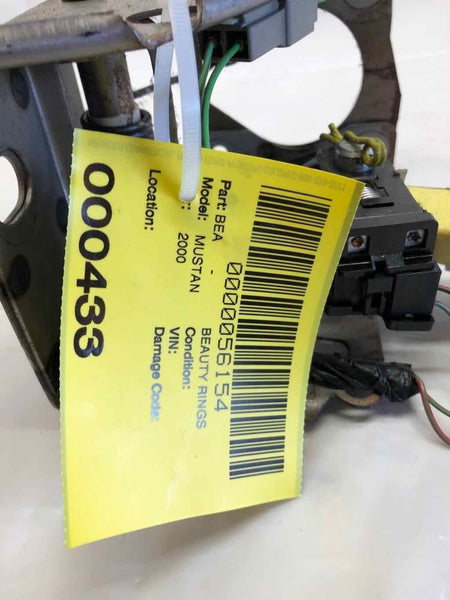 0000056154
Part: BEA - BEAUTY RINGS
Model: MUSTAN Condition:
: 2000 VIN:
Location: Damage Code:
000433